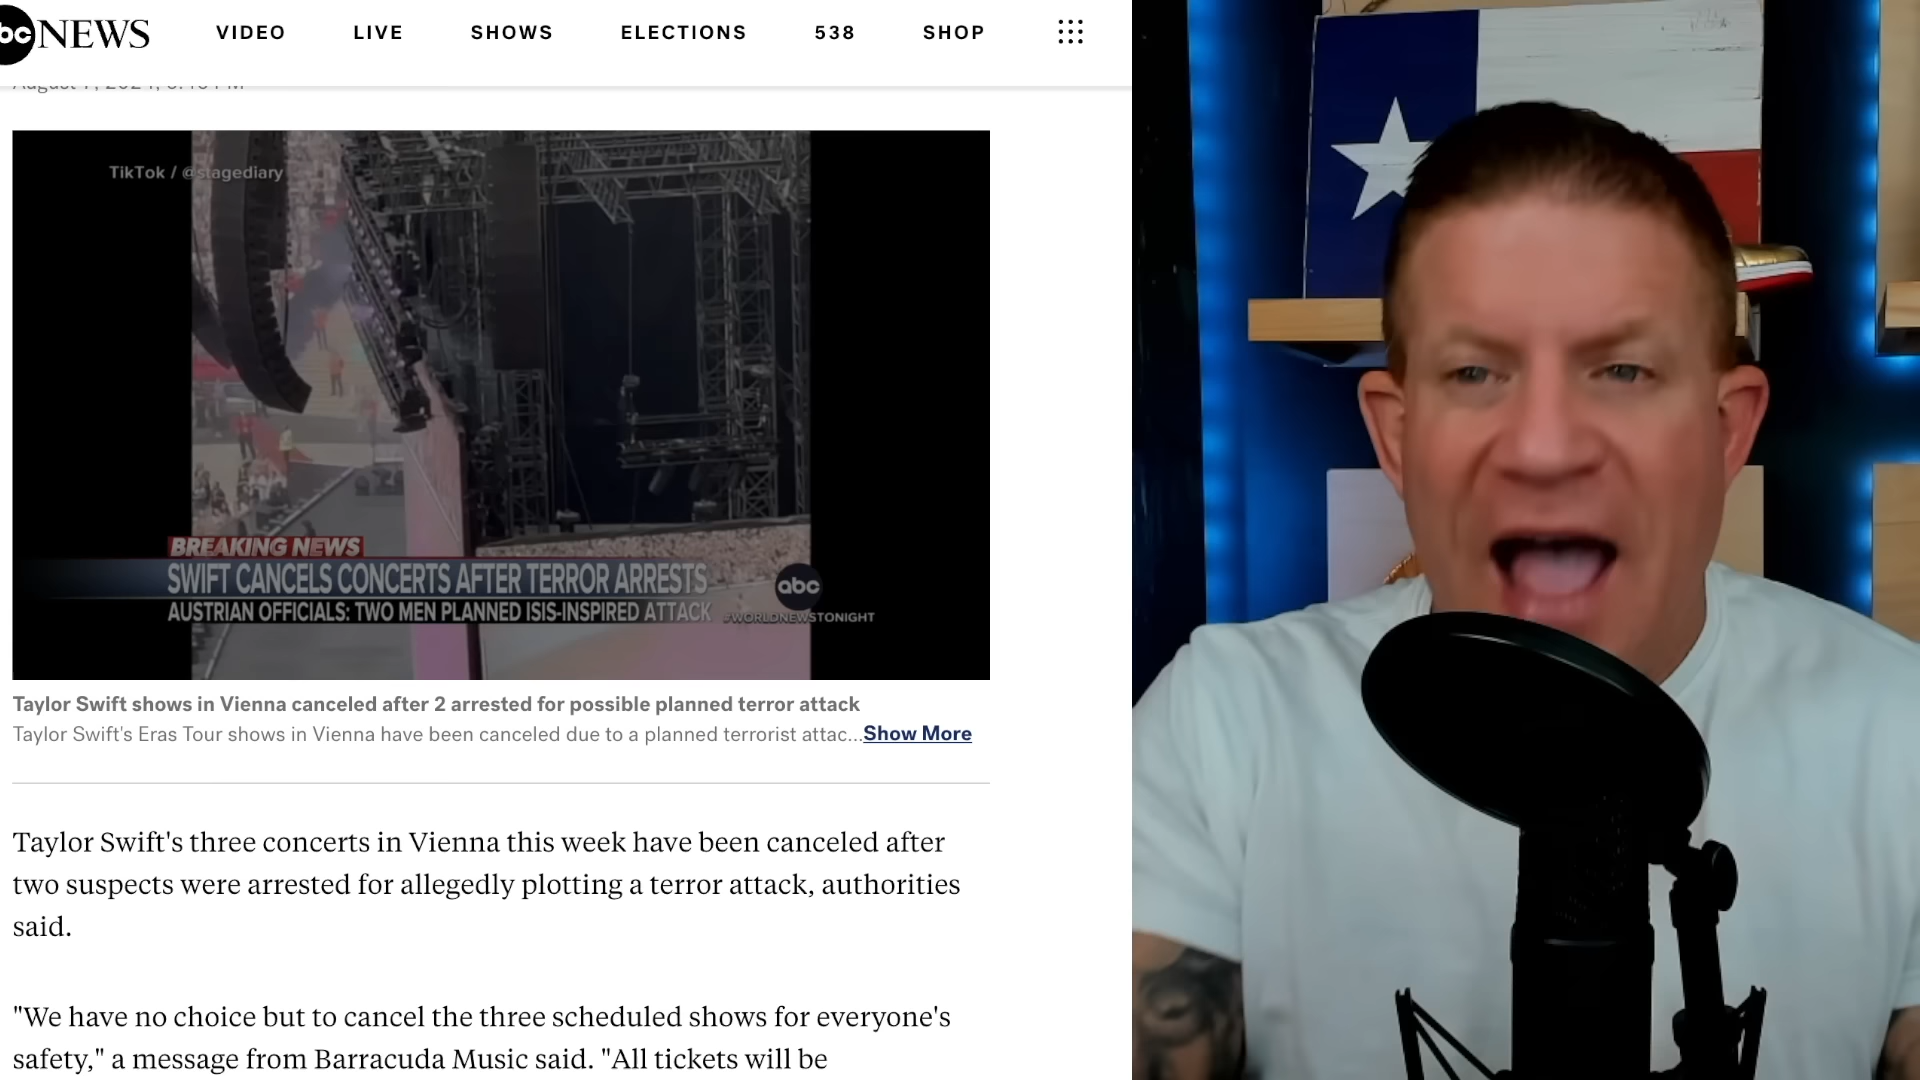 abc NEWS VIDEO LIVE SHOWS ELECTIONS 538 SHOP
TikTok / @stagediary
BREAKING NEWS
SWIFT CANCELS CONCERTS AFTER TERROR ARRESTS
abc
AUSTRIAN OFFICIALS: TWO MEN PLANNED ISIS-INSPIRED ATTACK #WORLDNEWSTONIGHT
Taylor Swift shows in Vienna canceled after 2 arrested for possible planned terror attack
Taylor Swift's Eras Tour shows in Vienna have been canceled due to a planned terrorist attac...Show More
Taylor Swift's three concerts in Vienna this week have been canceled after
two suspects were arrested for allegedly plotting a terror attack, authorities
said.
"We have no choice but to cancel the three scheduled shows for everyone's
safety," a message from Barracuda Music said. "All tickets will be